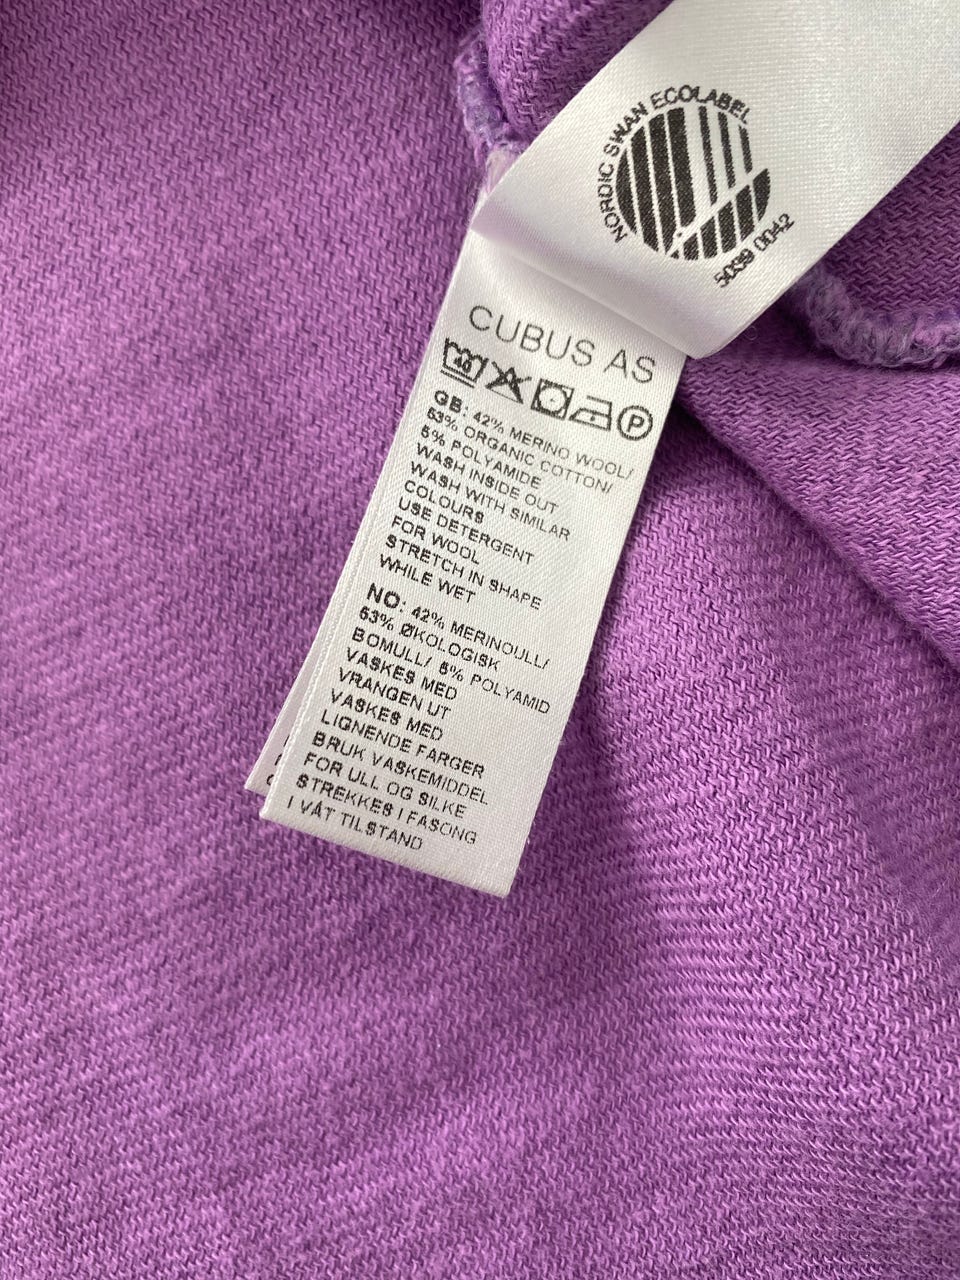 NORDIC SWAN ECOLABEL
5039 0042
CUBUS AS
40
P
GB: 42% MERINO WOOL/
53% ORGANIC COTTON/
5% POLYAMIDE
WASH INSIDE OUT
WASH WITH SIMILAR
COLOURS
USE DETERGENT
FOR WOOL
STRETCH IN SHAPE
WHILE WET
NO: 42% MERINOULL/
53% ØKOLOGISK
BOMULL/ 5% POLYAMID
VASKES MED
VRANGEN UT
VASKES MED
LIGNENDE FARGER
BRUK VASKEMIDDEL
FOR ULL OG SILKE
STREKKES I FASONG
I VÅT TILSTAND